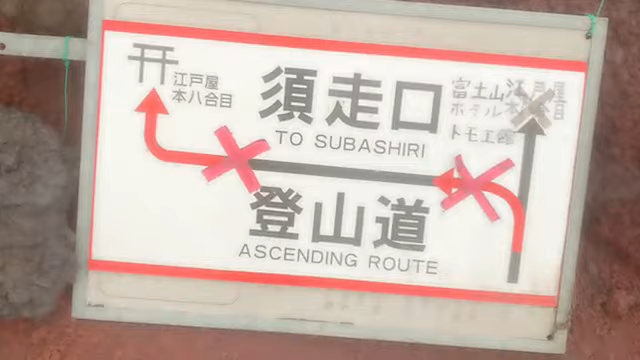 江戸屋
本八合目
須走口
TO SUBASHIRI
富士山
ホテル
トモエ館
登山道
ASCENDING ROUTE